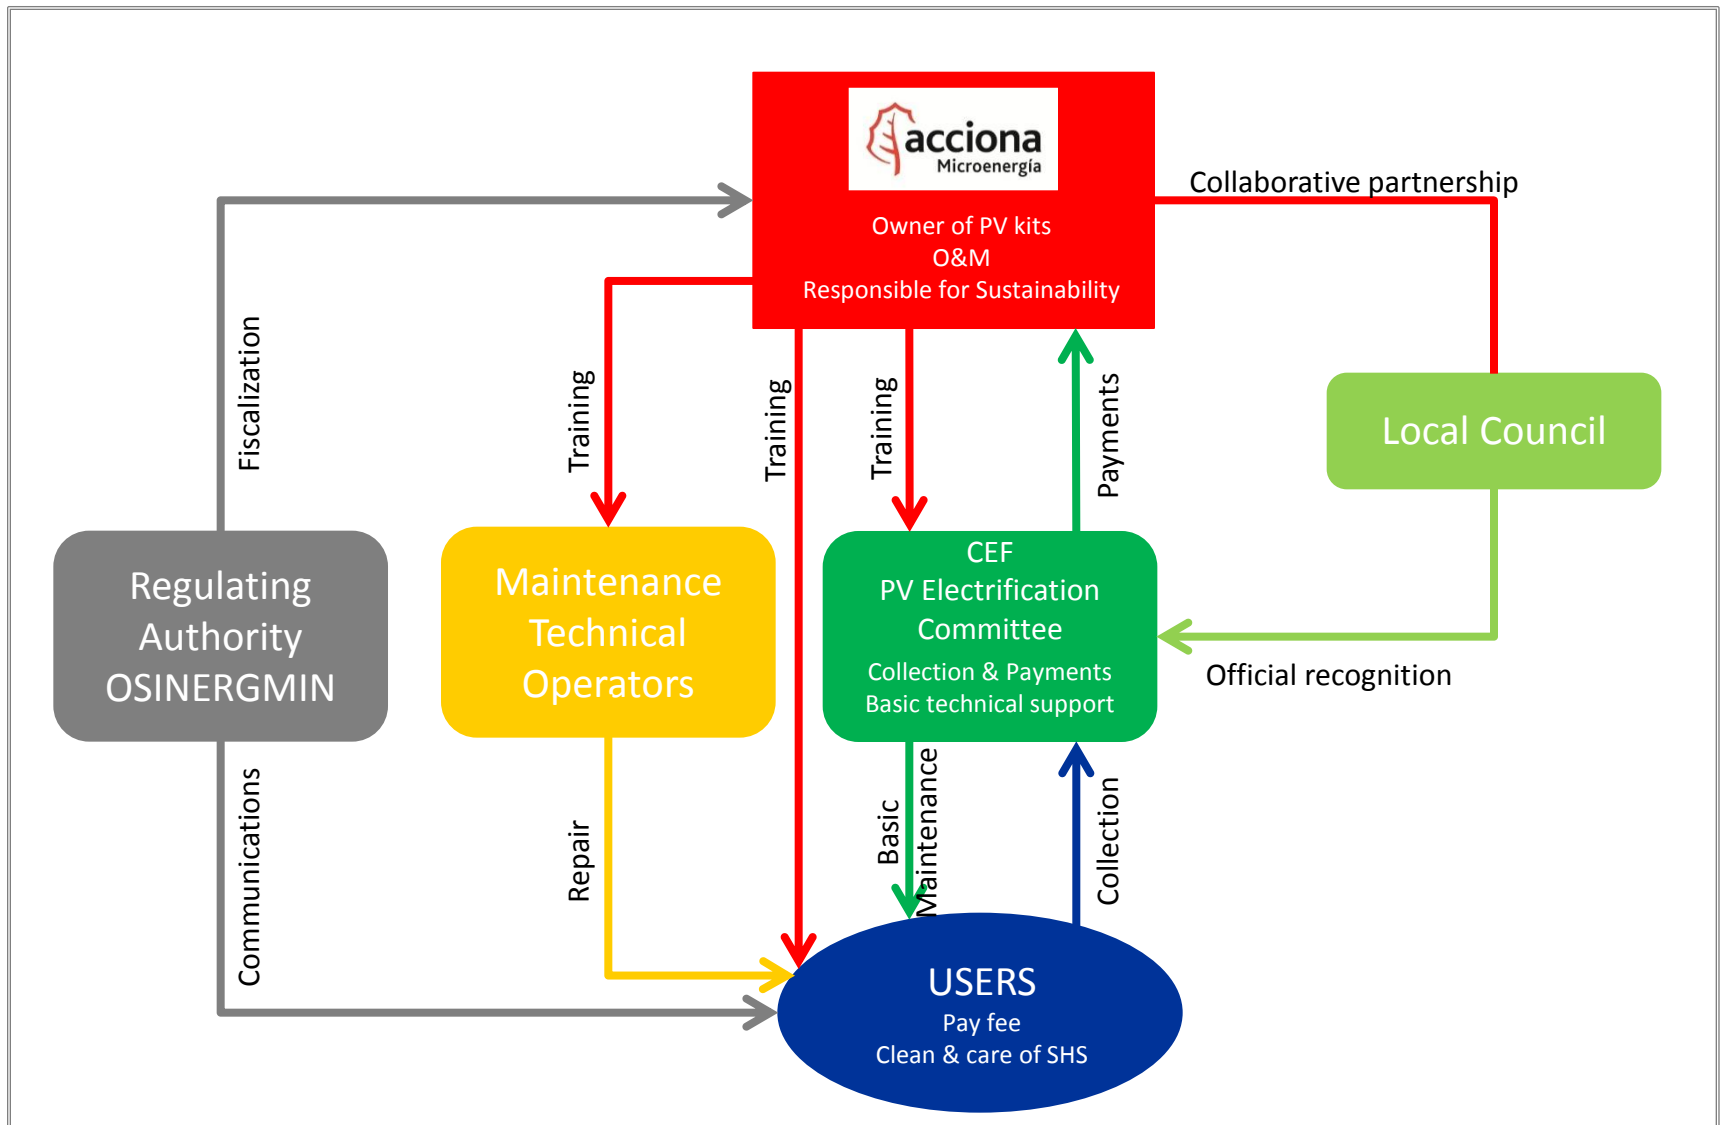 acciona
Microenergía
Owner of PV kits
O&M
Responsible for Sustainability
Collaborative partnership
Fiscalization
Training
Training
Training
Payments
Local Council
Regulating
Authority
OSINERGMIN
Maintenance
Technical
Operators
CEF
PV Electrification
Committee
Collection & Payments
Basic technical support
Official recognition
Communications
Repair
Basic
Maintenance
Collection
USERS
Pay fee
Clean & care of SHS